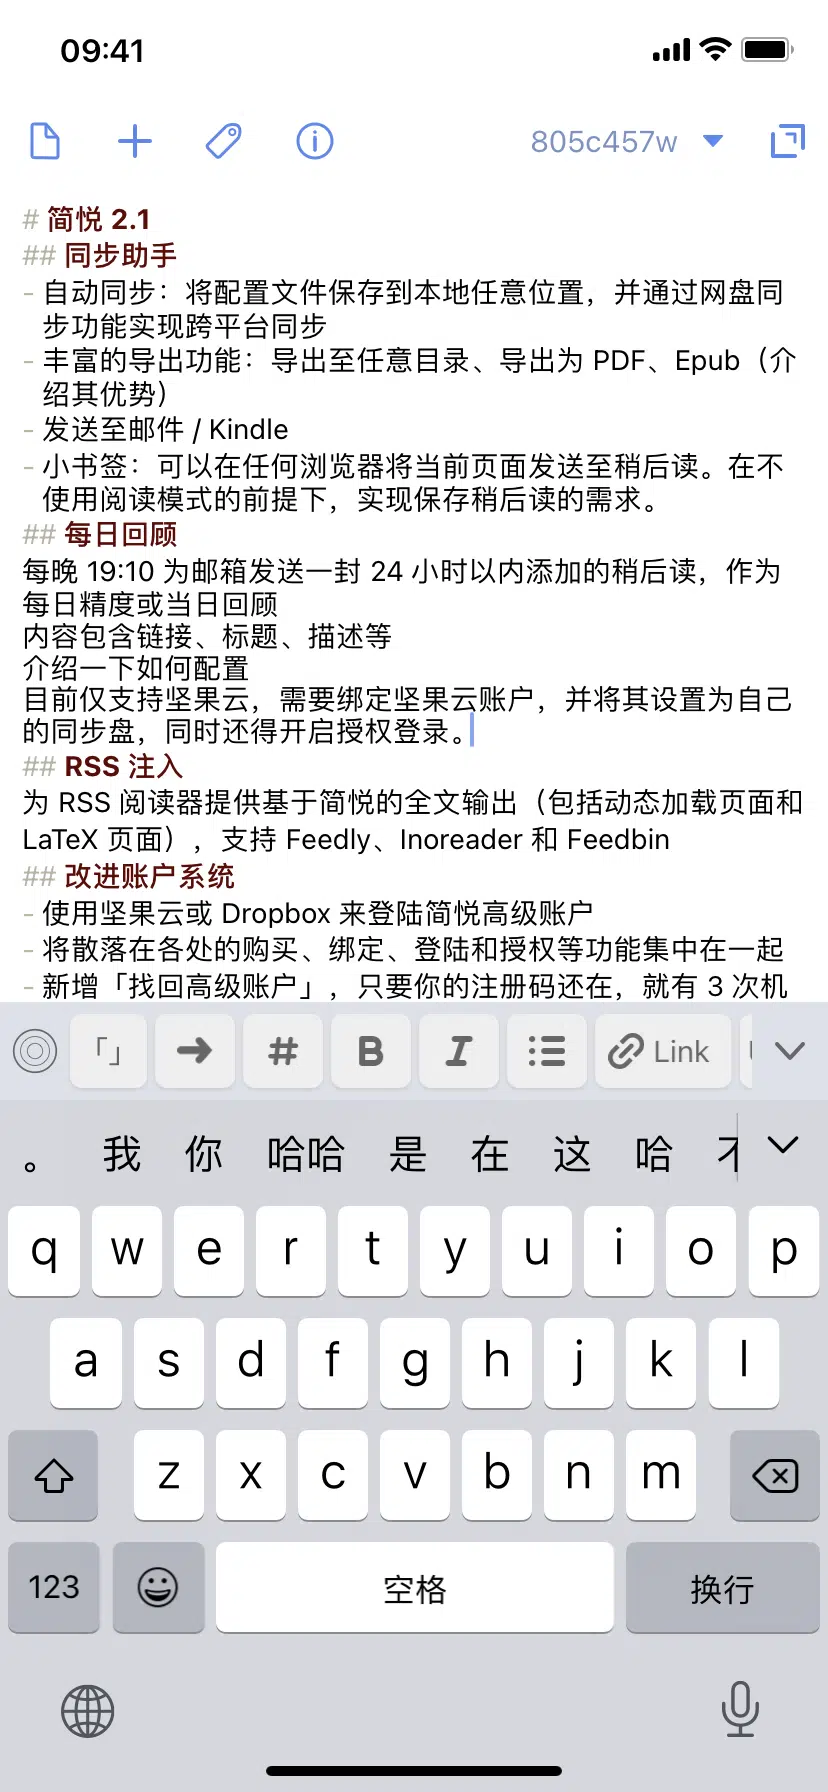 09:41
805c457w
# 简悦 2.1
## 同步助手
- 自动同步：将配置文件保存到本地任意位置，并通过网盘同
步功能实现跨平台同步
- 丰富的导出功能：导出至任意目录、导出为 PDF、Epub（介
绍其优势）
- 发送至邮件 / Kindle
- 小书签：可以在任何浏览器将当前页面发送至稍后读。在不
使用阅读模式的前提下，实现保存稍后读的需求。
## 每日回顾
每晚 19:10 为邮箱发送一封 24 小时以内添加的稍后读，作为
每日精度或当日回顾
内容包含链接、标题、描述等
介绍一下如何配置
目前仅支持坚果云，需要绑定坚果云账户，并将其设置为自己
的同步盘，同时还得开启授权登录。
## RSS 注入
为 RSS 阅读器提供基于简悦的全文输出（包括动态加载页面和
LaTeX 页面），支持 Feedly、Inoreader 和 Feedbin
## 改进账户系统
- 使用坚果云或 Dropbox 来登陆简悦高级账户
- 将散落在各处的购买、绑定、登陆和授权等功能集中在一起
- 新增「找回高级账户」，只要你的注册码还在，就有 3 次机
「」 → # B I Link
。 我 你 哈哈 是 在 这 哈
q w e r t y u i o p
a s d f g h j k l
z x c v b n m
123 空格 换行